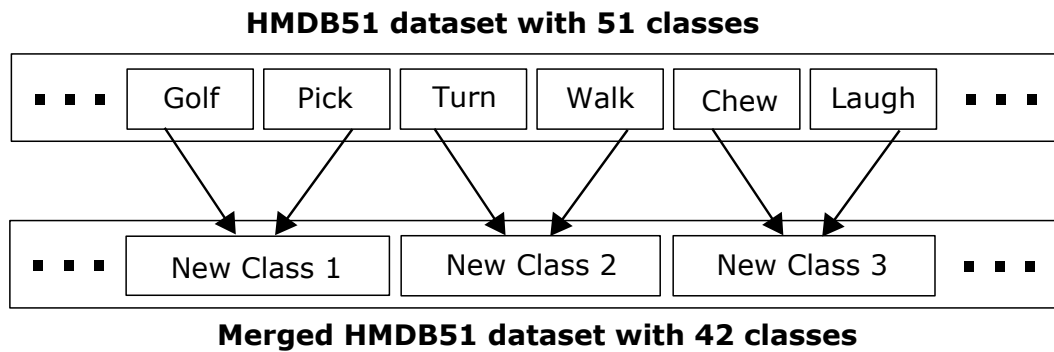 HMDB51 dataset with 51 classes
Golf Pick Turn Walk Chew Laugh
New Class 1 New Class 2 New Class 3
Merged HMDB51 dataset with 42 classes